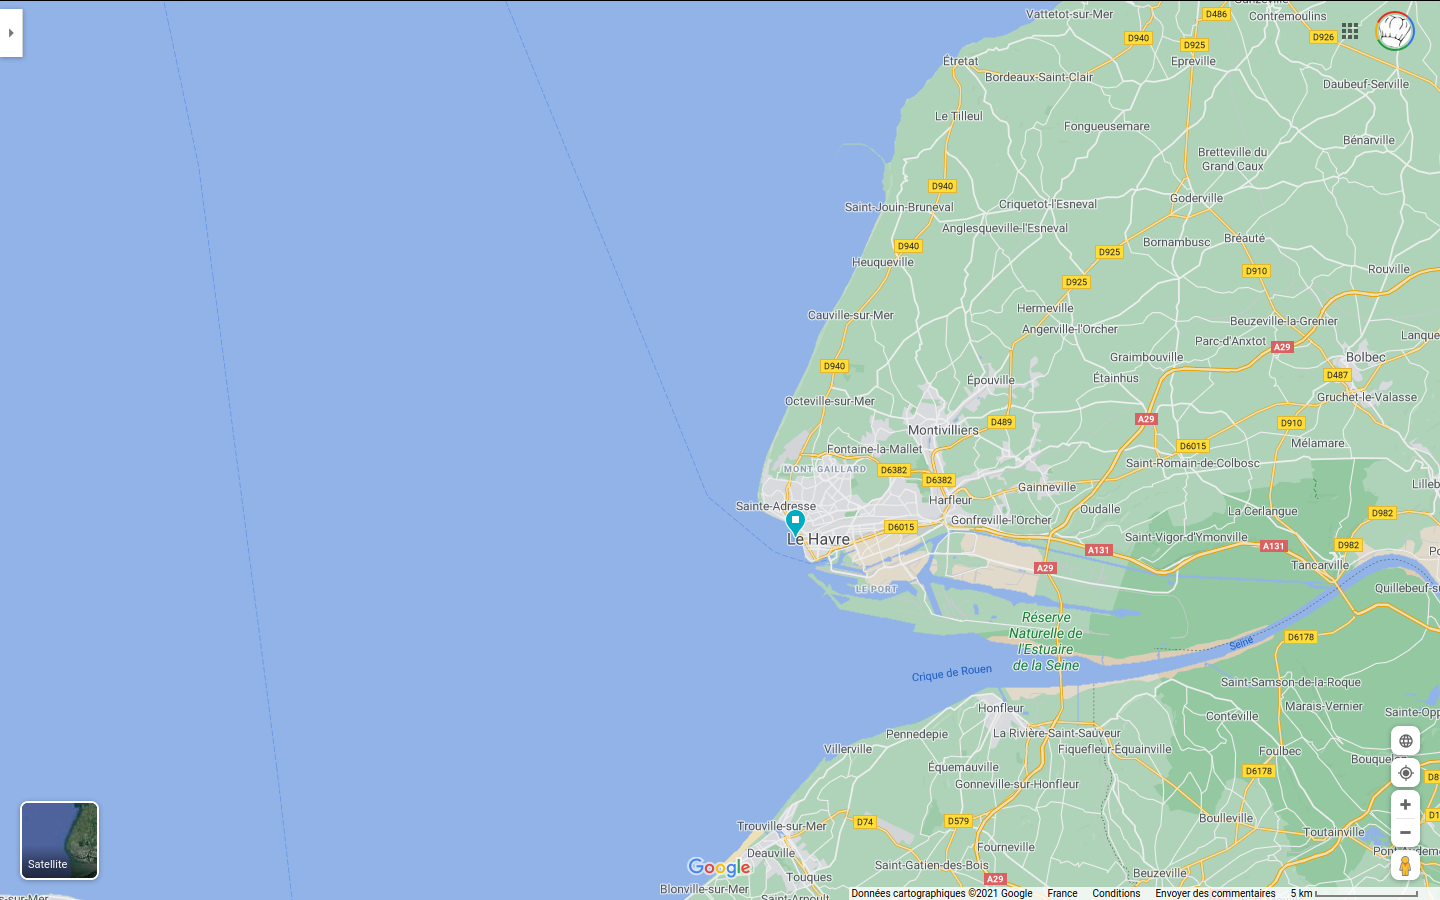 Vattetot-sur-Mer
D486
Contremoulins
D940
D925
D926
Étretat
Epreville
Bordeaux-Saint-Clair
Daubeuf-Serville
Le Tilleul
Fongueusemare
Bénarville
Bretteville du
Grand Caux
D940
Saint-Jouin-Bruneval
Criquetot-l'Esneval
Goderville
Anglesqueville-l'Esneval
D940
D925
Bornambusc
Bréauté
Heuqueville
D925
D910
Rouville
Cauville-sur-Mer
Hermeville
Angerville-l'Orcher
Beuzeville-la-Grenier
Parc-d'Anxtot
A29
Lanque
D940
Graimbouville
Bolbec
Épouville
Étainhus
D487
Octeville-sur-Mer
Gruchet-le-Valasse
Montivilliers
D489
A29
D910
Fontaine-la-Mallet
D6015
Mélamare
MONT GAILLARD
D6382
D6382
Saint-Romain-de-Colbosc
Gainneville
Lilleb
Sainte-Adresse
Harfleur
Oudalle
La Cerlangue
D982
Le Havre
D6015
Gonfreville-l'Orcher
Saint-Vigor-d'Ymonville
A131
A131
D982
A29
Tancarville
LE PORT
Quillebeuf-s
Réserve
Naturelle de
l'Estuaire
de la Seine
Seine
D6178
Crique de Rouen
Saint-Samson-de-la-Roque
Honfleur
Conteville
Marais-Vernier
Sainte-Opp
Pennedepie
La Rivière-Saint-Sauveur
Villerville
Fiquefleur-Équainville
Foulbec
Bouquelo
Équemauville
D6178
Gonneville-sur-Honfleur
Trouville-sur-Mer
D74
D579
Boulleville
Toutainville
Deauville
Fourneville
Google
Saint-Gatien-des-Bois
Touques
A29
Beuzeville
Blonville-sur-Mer
Satellite
Données cartographiques ©2021 Google
France
Conditions
Envoyer des commentaires
5 km